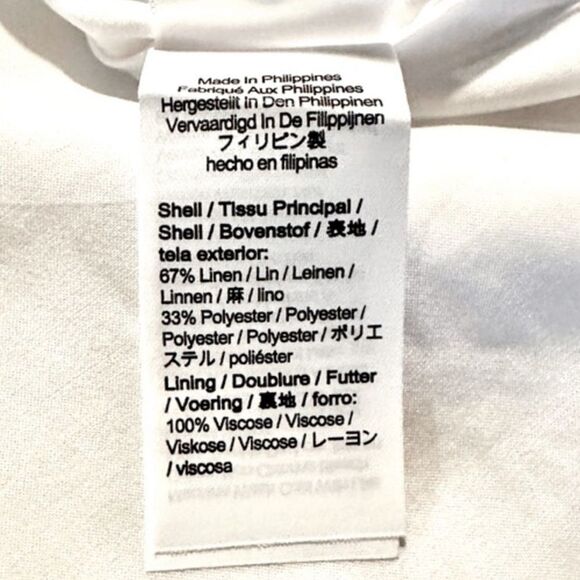 Made In Philippines
Fabriqué Aux Philippines
Hergestellt In Den Philippinen
Vervaardigd In De Filippijnen
フィリピン製
hecho en filipinas
Shell / Tissu Principal /
Shell / Bovenstof / 表地 /
tela exterior:
67% Linen / Lin / Leinen /
Linnen / 麻 / lino
33% Polyester / Polyester /
Polyester / Polyester / ポリエ
ステル / poliéster
Lining / Doublure / Futter
/ Voering / 裏地 / forro:
100% Viscose / Viscose /
Viskose / Viscose / レーヨン
/ viscosa